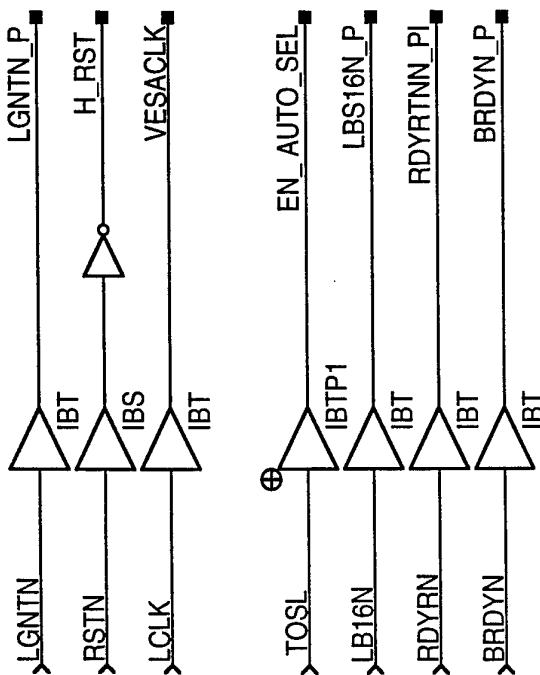 LGNTN IBT LGNTN_P
RSTN IBS H_RST
LCLK IBT VESACLK
TOSL IBTP1 EN_AUTO_SEL
LB16N IBT LBS16N_P
RDYRN IBT RDYRTNN_PI
BRDYN IBT BRDYN_P